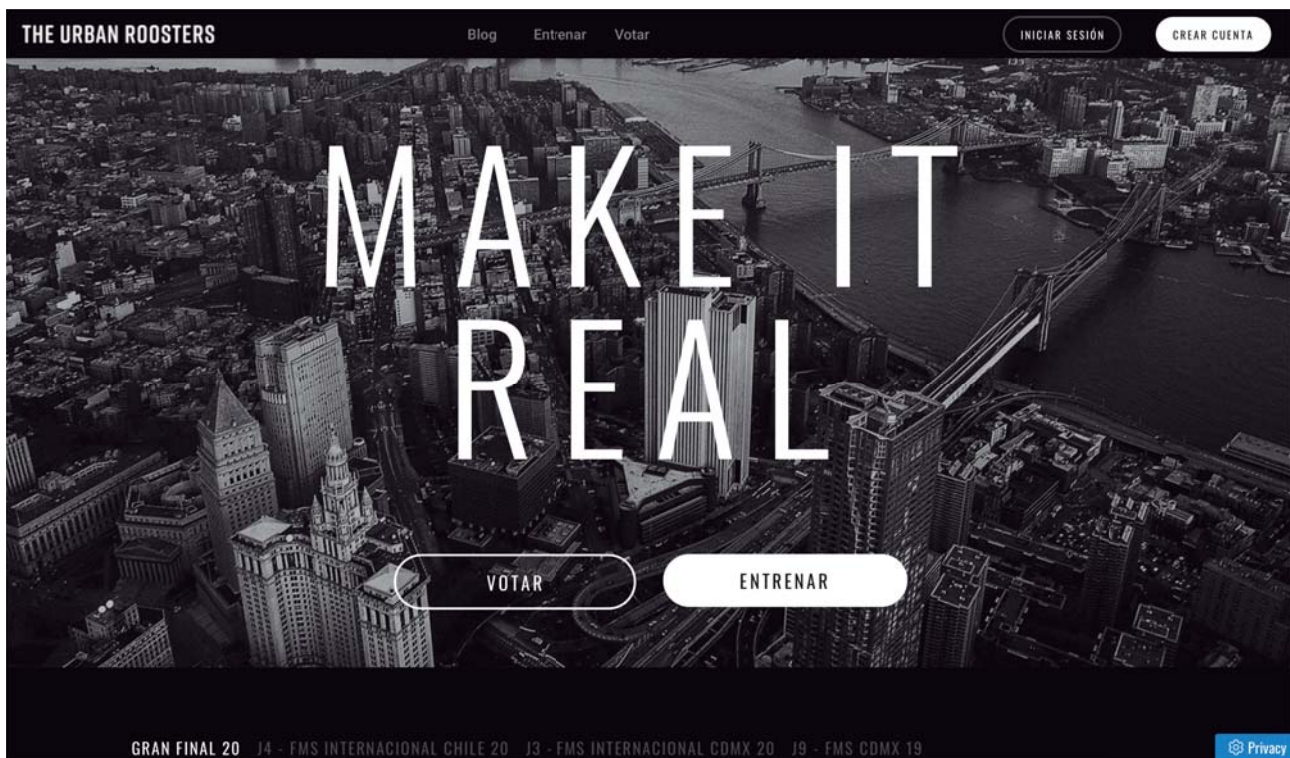 THE URBAN ROOSTERS
Blog Entrenar Votar
INICIAR SESIÓN
CREAR CUENTA
MAKE IT
REAL
VOTAR
ENTRENAR
GRAN FINAL 20 J4 - FMS INTERNACIONAL CHILE 20 J3 - FMS INTERNACIONAL CDMX 20 J9 - FMS CDMX 19
Privacy